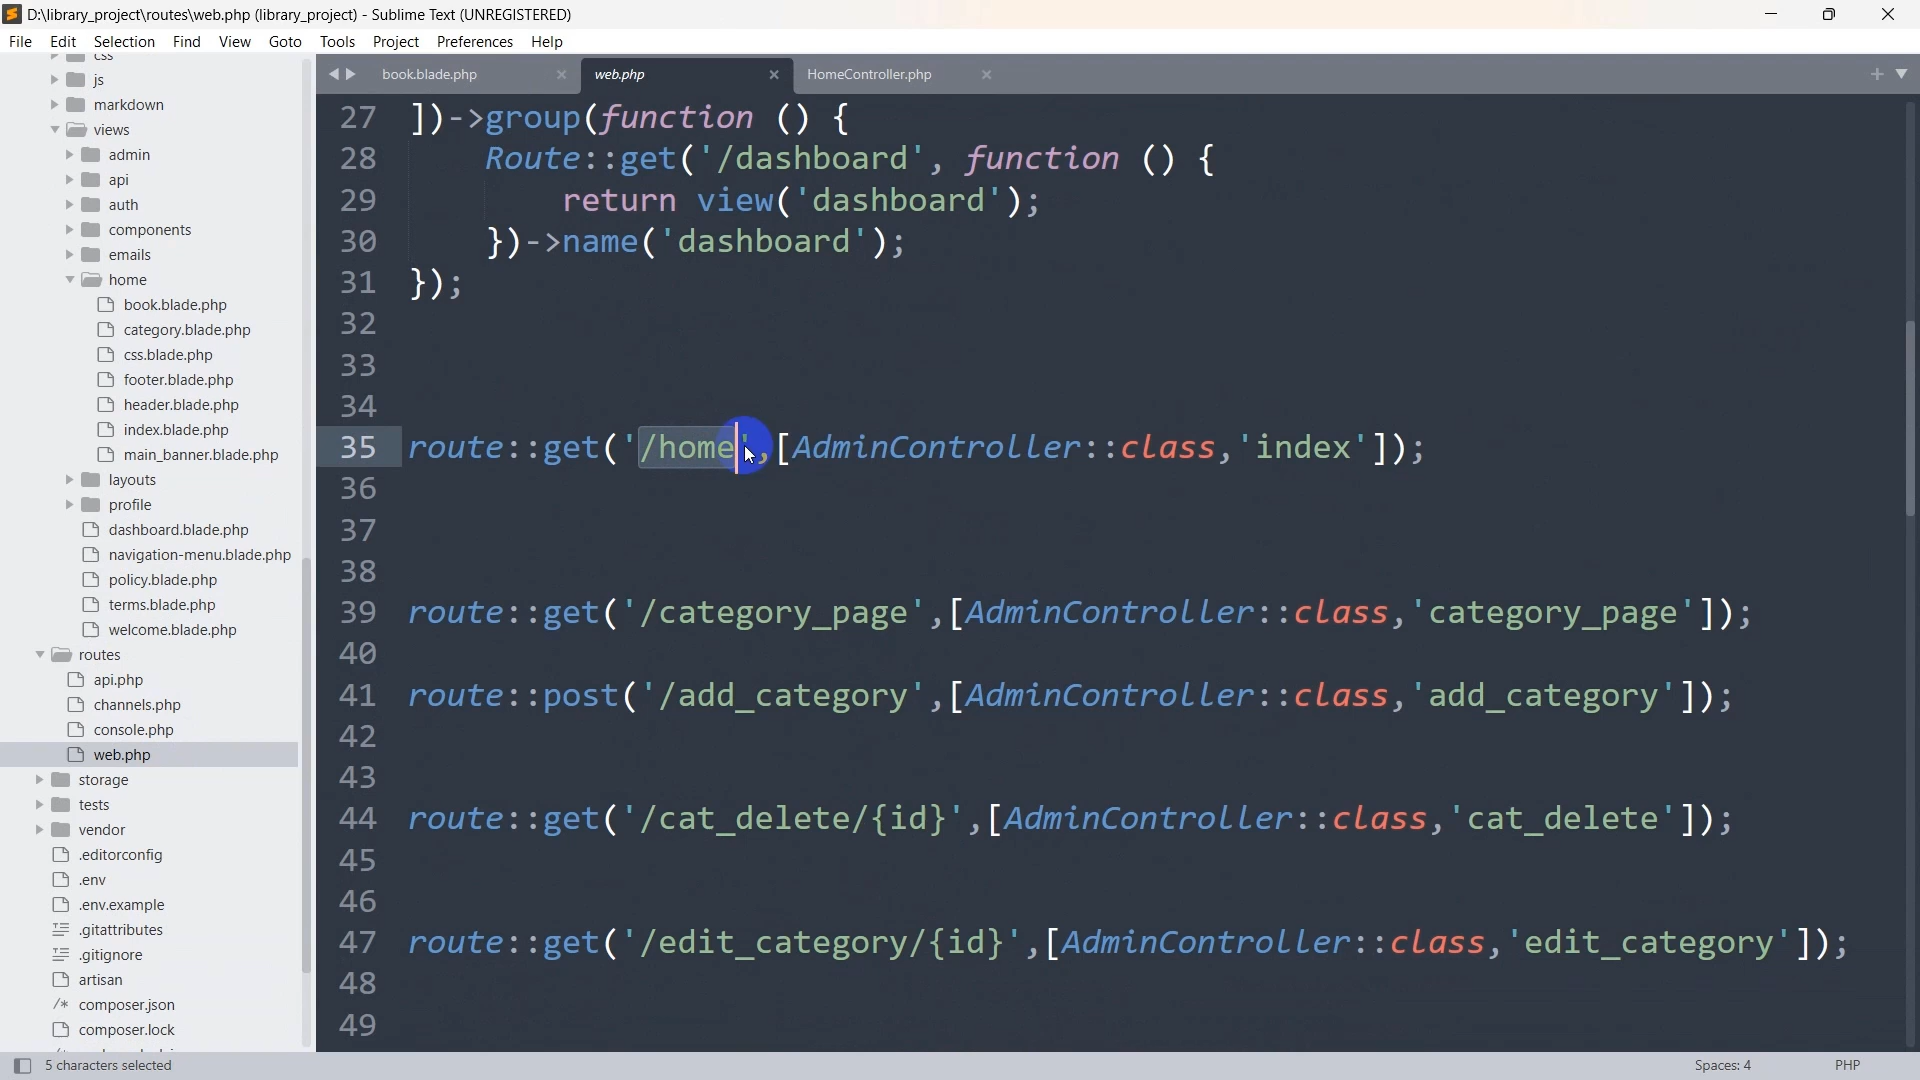 D:\library_project\routes\web.php (library_project) - Sublime Text (UNREGISTERED)
File Edit Selection Find View Goto Tools Project Preferences Help
css
js
markdown
views
admin
api
auth
components
emails
home
book.blade.php
category.blade.php
css.blade.php
footer.blade.php
header.blade.php
index.blade.php
main_banner.blade.php
layouts
profile
dashboard.blade.php
navigation-menu.blade.php
policy.blade.php
terms.blade.php
welcome.blade.php
routes
api.php
channels.php
console.php
web.php
storage
tests
vendor
.editorconfig
.env
.env.example
.gitattributes
.gitignore
artisan
composer.json
composer.lock
book.blade.php web.php HomeController.php
27 ])->group(function () {
28 Route::get('/dashboard', function () {
29 return view('dashboard');
30 })->name('dashboard');
31 });
32
33
34
35 route::get('/home',[AdminController::class,'index']);
36
37
38
39 route::get('/category_page',[AdminController::class,'category_page']);
40
41 route::post('/add_category',[AdminController::class,'add_category']);
42
43
44 route::get('/cat_delete/{id}',[AdminController::class,'cat_delete']);
45
46
47 route::get('/edit_category/{id}',[AdminController::class,'edit_category']);
48
49
5 characters selected Spaces: 4 PHP